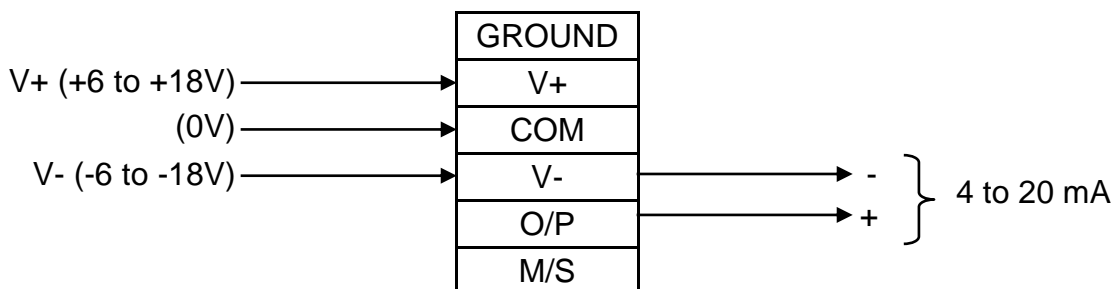 GROUND
V+ (+6 to +18V) V+
(0V) COM
V- (-6 to -18V) V- -
4 to 20 mA
O/P +
M/S